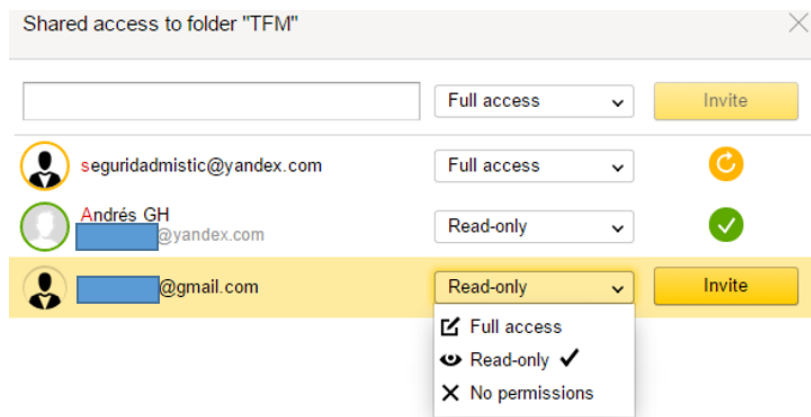 Shared access to folder "TFM"
Full access Invite
seguridadmistic@yandex.com Full access
Andrés GH
@yandex.com Read-only
@gmail.com Read-only Invite
Full access
Read-only
No permissions